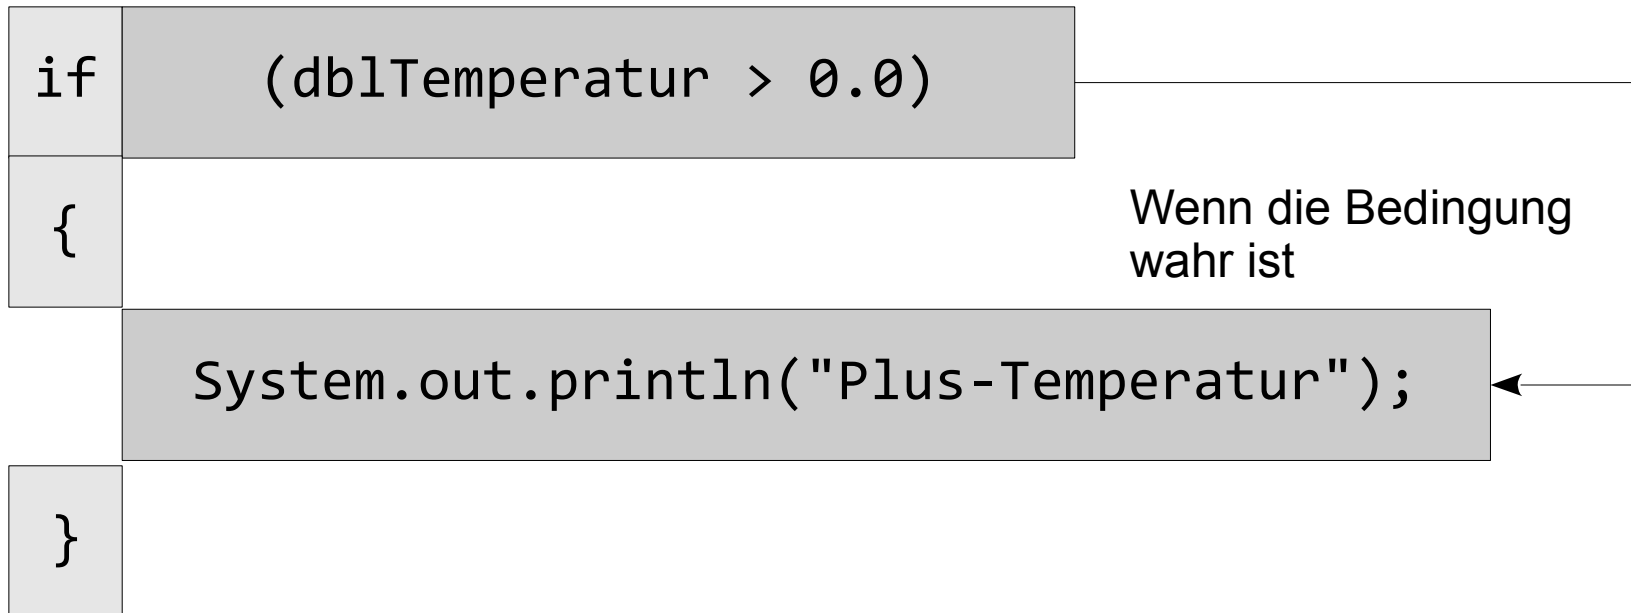 if (dblTemperatur > 0.0)
{
Wenn die Bedingung
wahr ist
System.out.println("Plus-Temperatur");
}